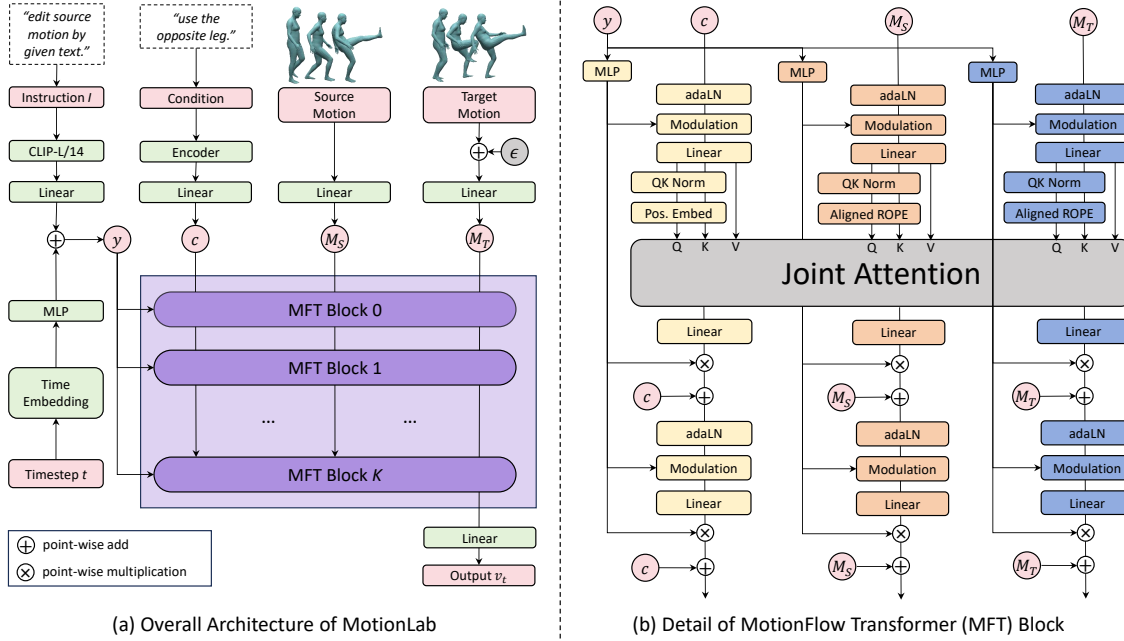 "edit source
motion by
given text."
"use the
opposite leg."
Instruction I
Condition
Source
Motion
Target
Motion
CLIP-L/14
Encoder
ϵ
Linear
Linear
Linear
Linear
y
c
M_S
M_T
MLP
Time
Embedding
Timestep t
MFT Block 0
MFT Block 1
...
...
MFT Block K
Linear
Output v_t
point-wise add
point-wise multiplication
(a) Overall Architecture of MotionLab
y
c
M_S
M_T
MLP
MLP
MLP
adaLN
adaLN
adaLN
Modulation
Modulation
Modulation
Linear
Linear
Linear
QK Norm
QK Norm
QK Norm
Pos. Embed
Aligned ROPE
Aligned ROPE
Q K V
Q K V
Q K V
Joint Attention
Linear
Linear
Linear
c
M_S
M_T
adaLN
adaLN
adaLN
Modulation
Modulation
Modulation
Linear
Linear
Linear
c
M_S
M_T
(b) Detail of MotionFlow Transformer (MFT) Block